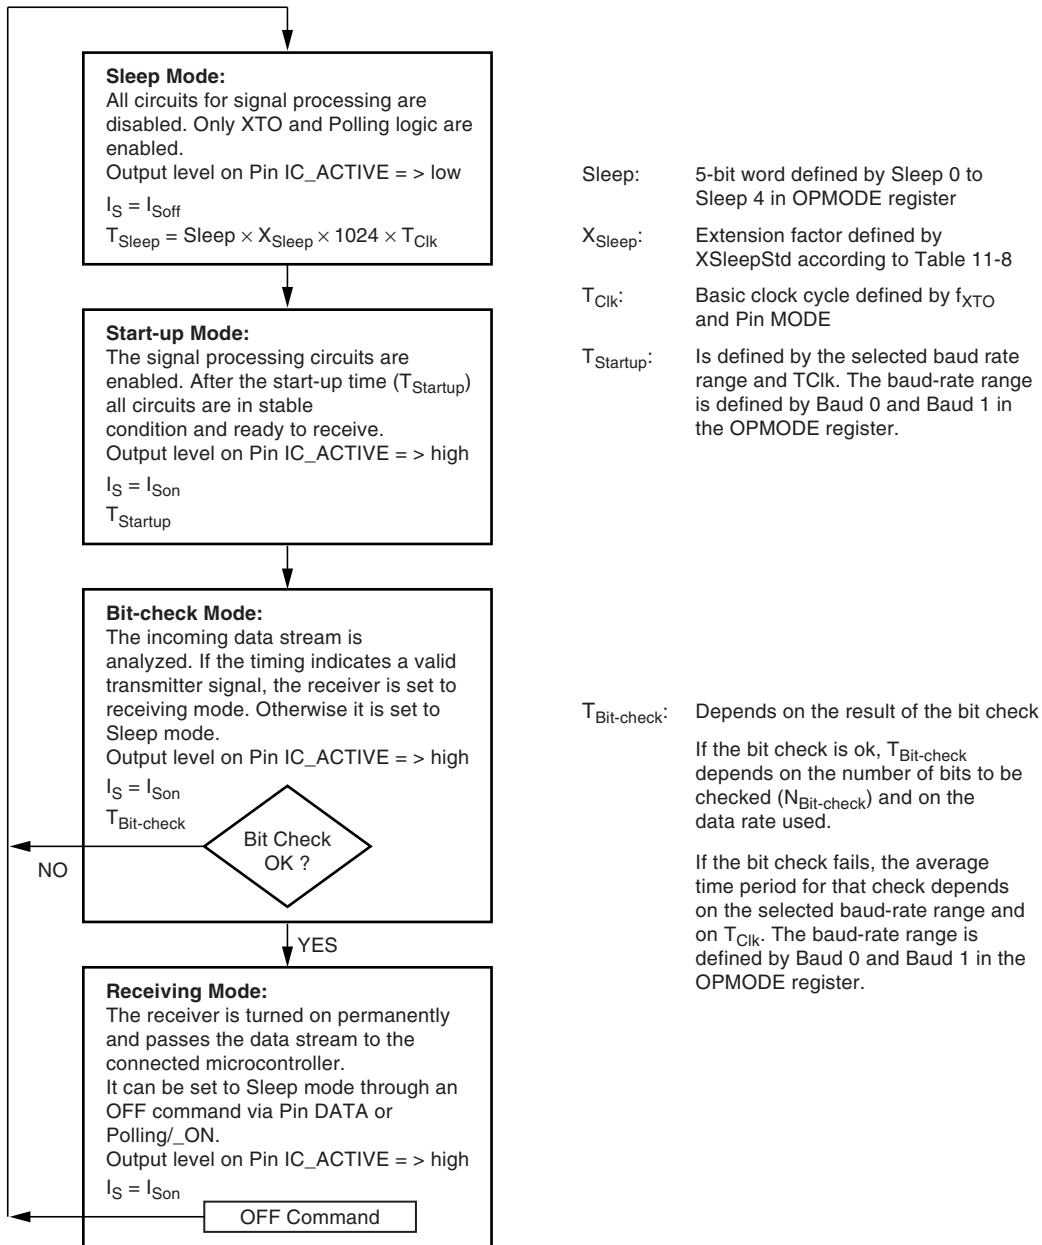 Sleep Mode:
All circuits for signal processing are
disabled. Only XTO and Polling logic are
enabled.
Output level on Pin IC_ACTIVE = > low
IS = ISoff
TSleep = Sleep × XSleep × 1024 × TClk
Sleep: 5-bit word defined by Sleep 0 to
Sleep 4 in OPMODE register
XSleep: Extension factor defined by
XSleepStd according to Table 11-8
TClk: Basic clock cycle defined by fXTO
and Pin MODE
TStartup: Is defined by the selected baud rate
range and TClk. The baud-rate range
is defined by Baud 0 and Baud 1 in
the OPMODE register.
Start-up Mode:
The signal processing circuits are
enabled. After the start-up time (TStartup)
all circuits are in stable
condition and ready to receive.
Output level on Pin IC_ACTIVE = > high
IS = ISon
TStartup
Bit-check Mode:
The incoming data stream is
analyzed. If the timing indicates a valid
transmitter signal, the receiver is set to
receiving mode. Otherwise it is set to
Sleep mode.
Output level on Pin IC_ACTIVE = > high
IS = ISon
TBit-check
Bit Check
OK ?
NO
YES
TBit-check: Depends on the result of the bit check
If the bit check is ok, TBit-check
depends on the number of bits to be
checked (NBit-check) and on the
data rate used.
If the bit check fails, the average
time period for that check depends
on the selected baud-rate range and
on TClk. The baud-rate range is
defined by Baud 0 and Baud 1 in the
OPMODE register.
Receiving Mode:
The receiver is turned on permanently
and passes the data stream to the
connected microcontroller.
It can be set to Sleep mode through an
OFF command via Pin DATA or
Polling/_ON.
Output level on Pin IC_ACTIVE = > high
IS = ISon
OFF Command